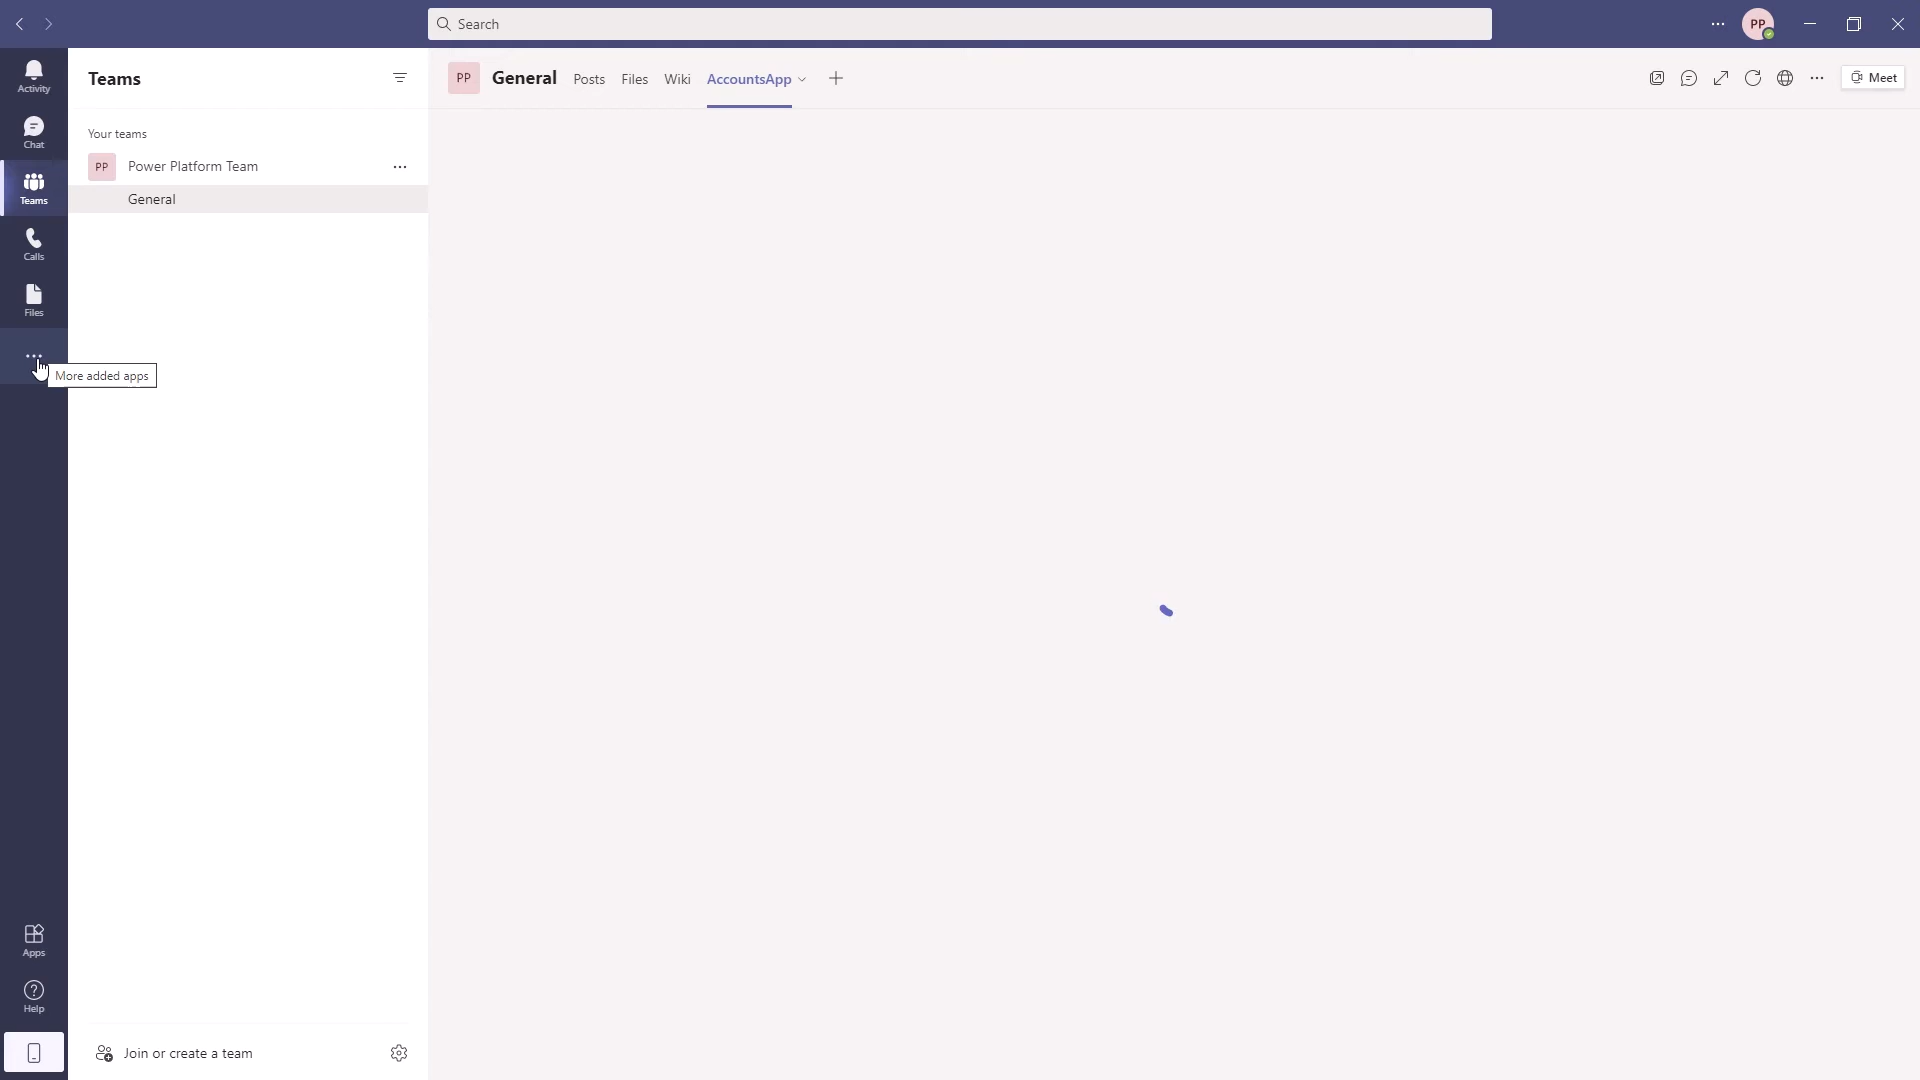 Search
PP
Activity
Chat
Teams
Calls
Files
More added apps
Apps
Help
Teams
Your teams
PP Power Platform Team
General
Join or create a team
PP General Posts Files Wiki AccountsApp
Meet